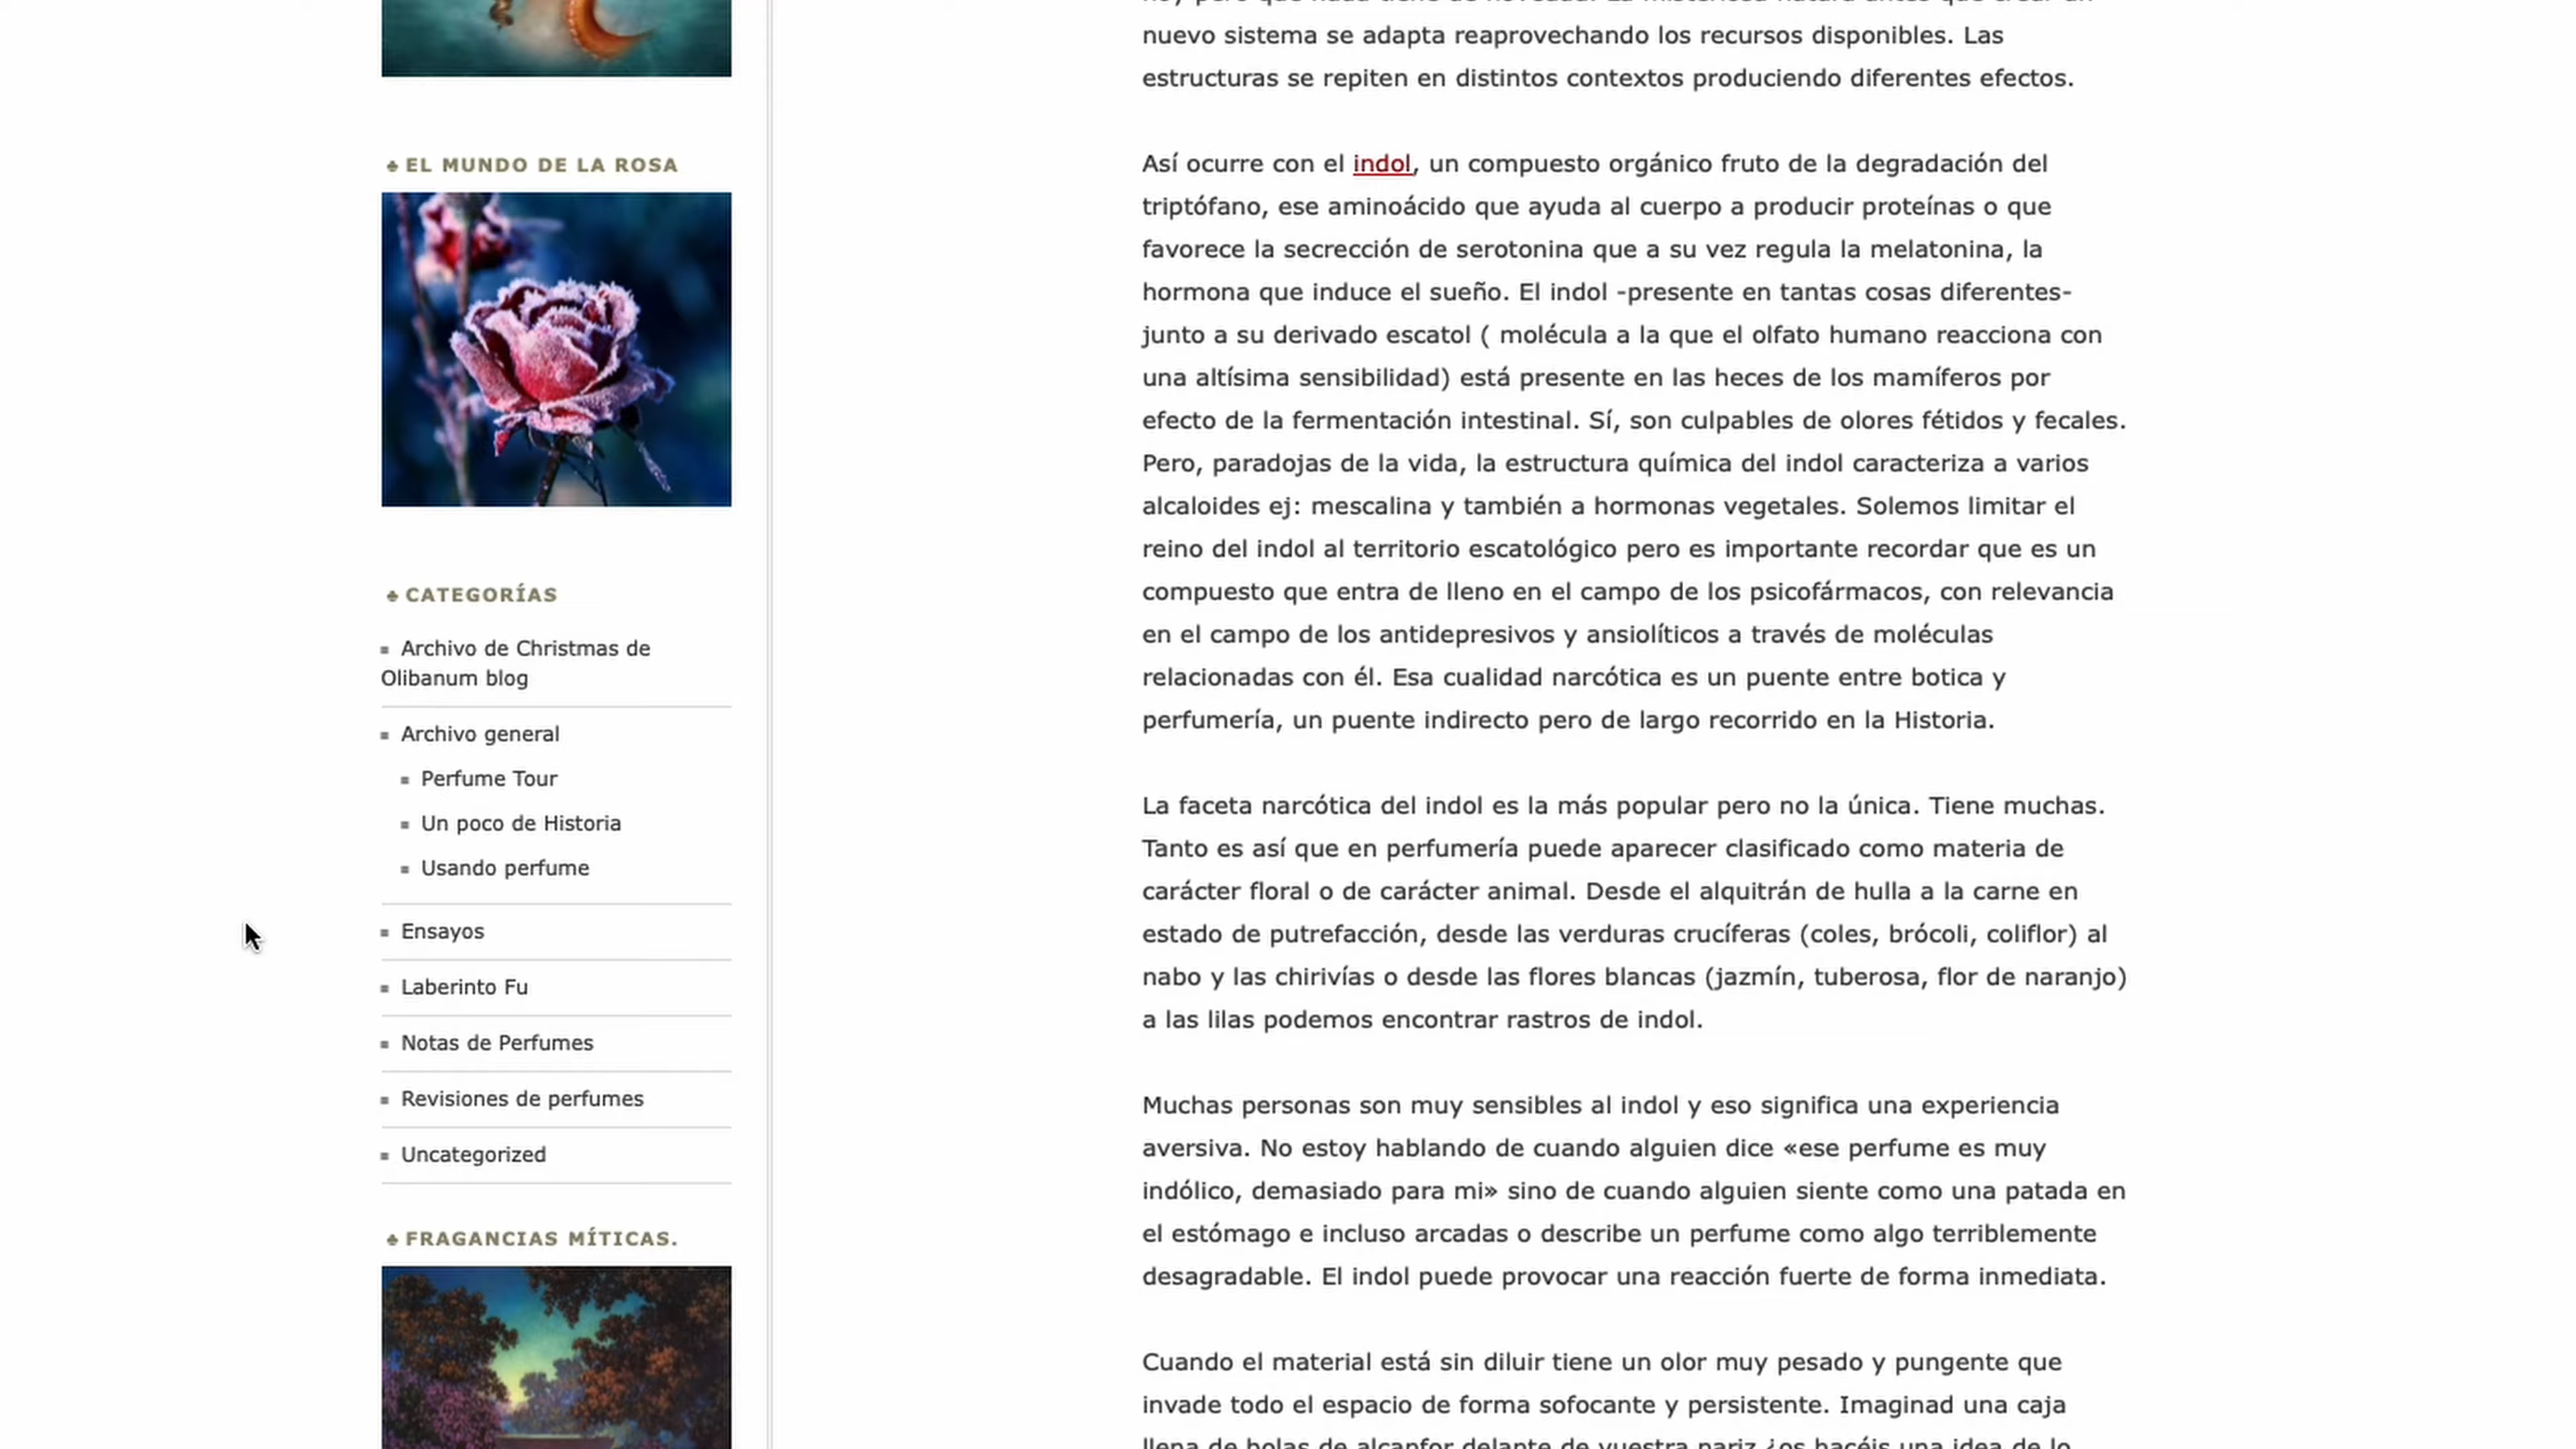 EL MUNDO DE LA ROSA
CATEGORÍAS
Archivo de Christmas de
Olibanum blog
Archivo general
Perfume Tour
Un poco de Historia
Usando perfume
Ensayos
Laberinto Fu
Notas de Perfumes
Revisiones de perfumes
Uncategorized
FRAGANCIAS MÍTICAS.
nuevo sistema se adapta reaprovechando los recursos disponibles. Las
estructuras se repiten en distintos contextos produciendo diferentes efectos.
Así ocurre con el indol, un compuesto orgánico fruto de la degradación del
triptófano, ese aminoácido que ayuda al cuerpo a producir proteínas o que
favorece la secrección de serotonina que a su vez regula la melatonina, la
hormona que induce el sueño. El indol -presente en tantas cosas diferentes-
junto a su derivado escatol ( molécula a la que el olfato humano reacciona con
una altísima sensibilidad) está presente en las heces de los mamíferos por
efecto de la fermentación intestinal. Sí, son culpables de olores fétidos y fecales.
Pero, paradojas de la vida, la estructura química del indol caracteriza a varios
alcaloides ej: mescalina y también a hormonas vegetales. Solemos limitar el
reino del indol al territorio escatológico pero es importante recordar que es un
compuesto que entra de lleno en el campo de los psicofármacos, con relevancia
en el campo de los antidepresivos y ansiolíticos a través de moléculas
relacionadas con él. Esa cualidad narcótica es un puente entre botica y
perfumería, un puente indirecto pero de largo recorrido en la Historia.
La faceta narcótica del indol es la más popular pero no la única. Tiene muchas.
Tanto es así que en perfumería puede aparecer clasificado como materia de
carácter floral o de carácter animal. Desde el alquitrán de hulla a la carne en
estado de putrefacción, desde las verduras crucíferas (coles, brócoli, coliflor) al
nabo y las chirivías o desde las flores blancas (jazmín, tuberosa, flor de naranjo)
a las lilas podemos encontrar rastros de indol.
Muchas personas son muy sensibles al indol y eso significa una experiencia
aversiva. No estoy hablando de cuando alguien dice «ese perfume es muy
indólico, demasiado para mi» sino de cuando alguien siente como una patada en
el estómago e incluso arcadas o describe un perfume como algo terriblemente
desagradable. El indol puede provocar una reacción fuerte de forma inmediata.
Cuando el material está sin diluir tiene un olor muy pesado y pungente que
invade todo el espacio de forma sofocante y persistente. Imaginad una caja
llena de bolas de alcanfor delante de vuestra nariz ¿os hacéis una idea de lo